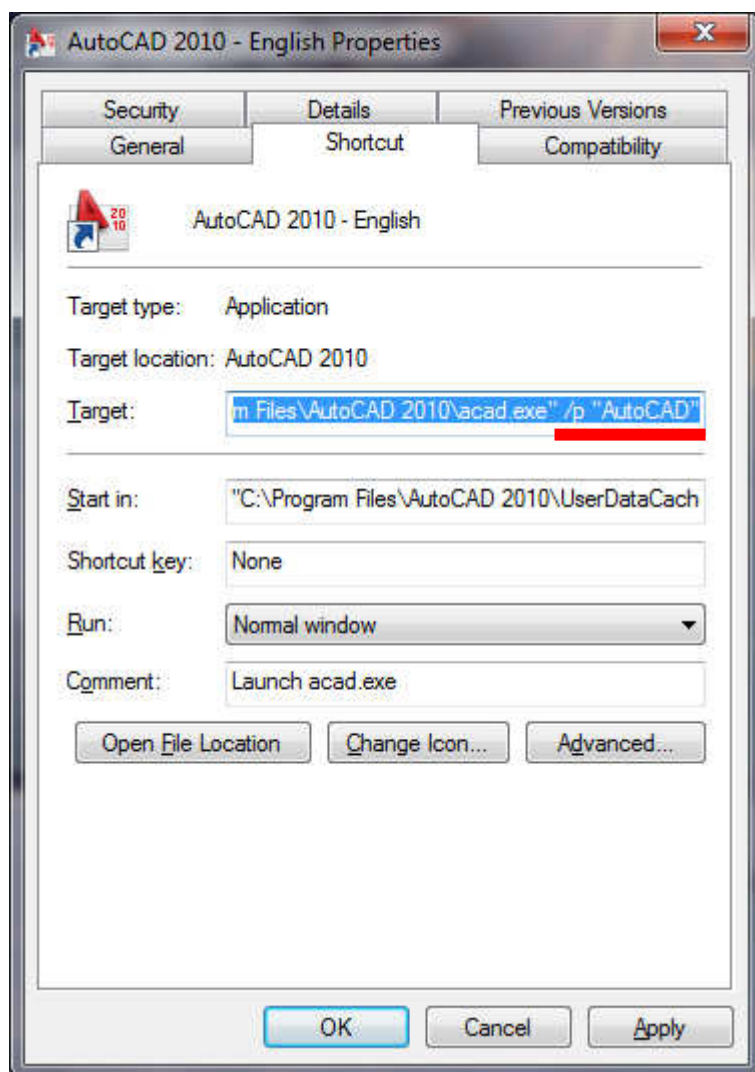 AutoCAD 2010 - English Properties
Security Details Previous Versions
General Shortcut Compatibility
20
10
AutoCAD 2010 - English
Target type: Application
Target location: AutoCAD 2010
Target: m Files\AutoCAD 2010\acad.exe" /p "AutoCAD"
Start in: "C:\Program Files\AutoCAD 2010\UserDataCach
Shortcut key: None
Run: Normal window
Comment: Launch acad.exe
Open File Location Change Icon... Advanced...
OK Cancel Apply